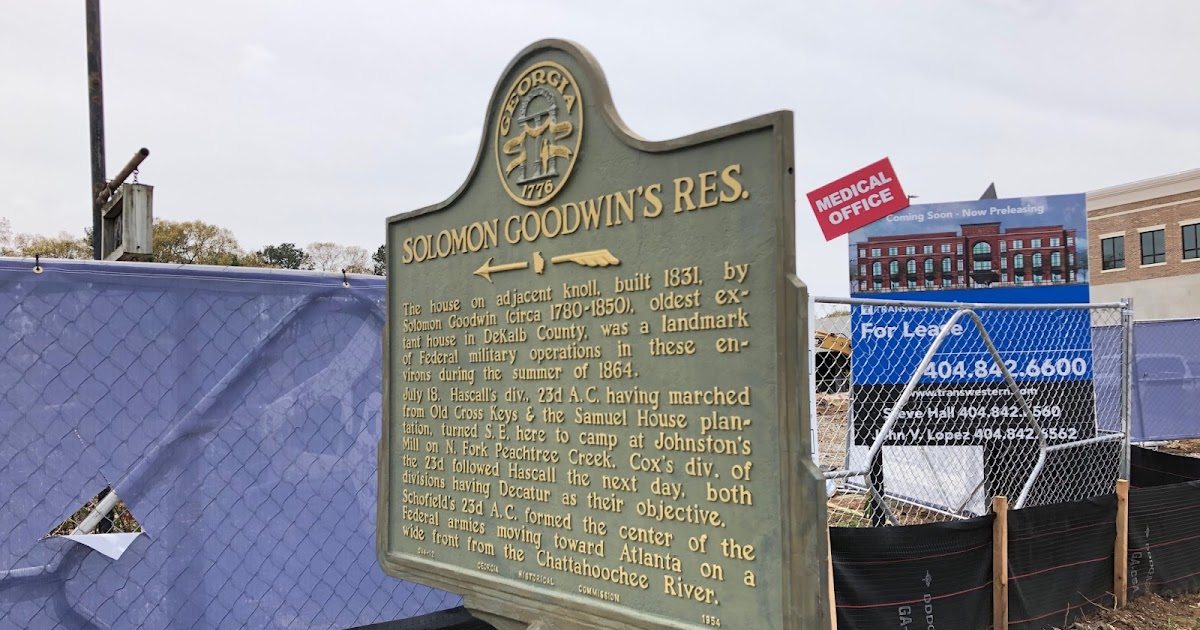 GEORGIA
1776
SOLOMON GOODWIN'S RES.
The house on adjacent knoll, built 1831, by
Solomon Goodwin (circa 1780-1850), oldest ex-
tant house in DeKalb County, was a landmark
of Federal military operations in these en-
virons during the summer of 1864.
July 18. Hascall's div., 23d A.C. having marched
from Old Cross Keys & the Samuel House plan-
tation, turned S.E. here to camp at Johnston's
Mill on N. Fork Peachtree Creek. Cox's div. of
the 23d followed Hascall the next day, both
divisions having Decatur as their objective.
Schofield's 23d A.C. formed the center of the
Federal armies moving toward Atlanta on a
wide front from the Chattahoochee River.
GEORGIA HISTORICAL COMMISSION 1954
MEDICAL
OFFICE
Coming Soon - Now Preleasing
TRANSWESTERN
For Lease
404.842.6600
www.transwestern.com
Steve Hall 404.842.
John V. Lopez 404.842.
GA-